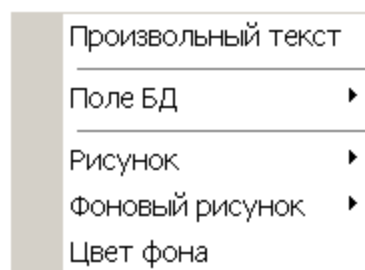 Произвольный текст
Поле БД
Рисунок
Фоновый рисунок
Цвет фона